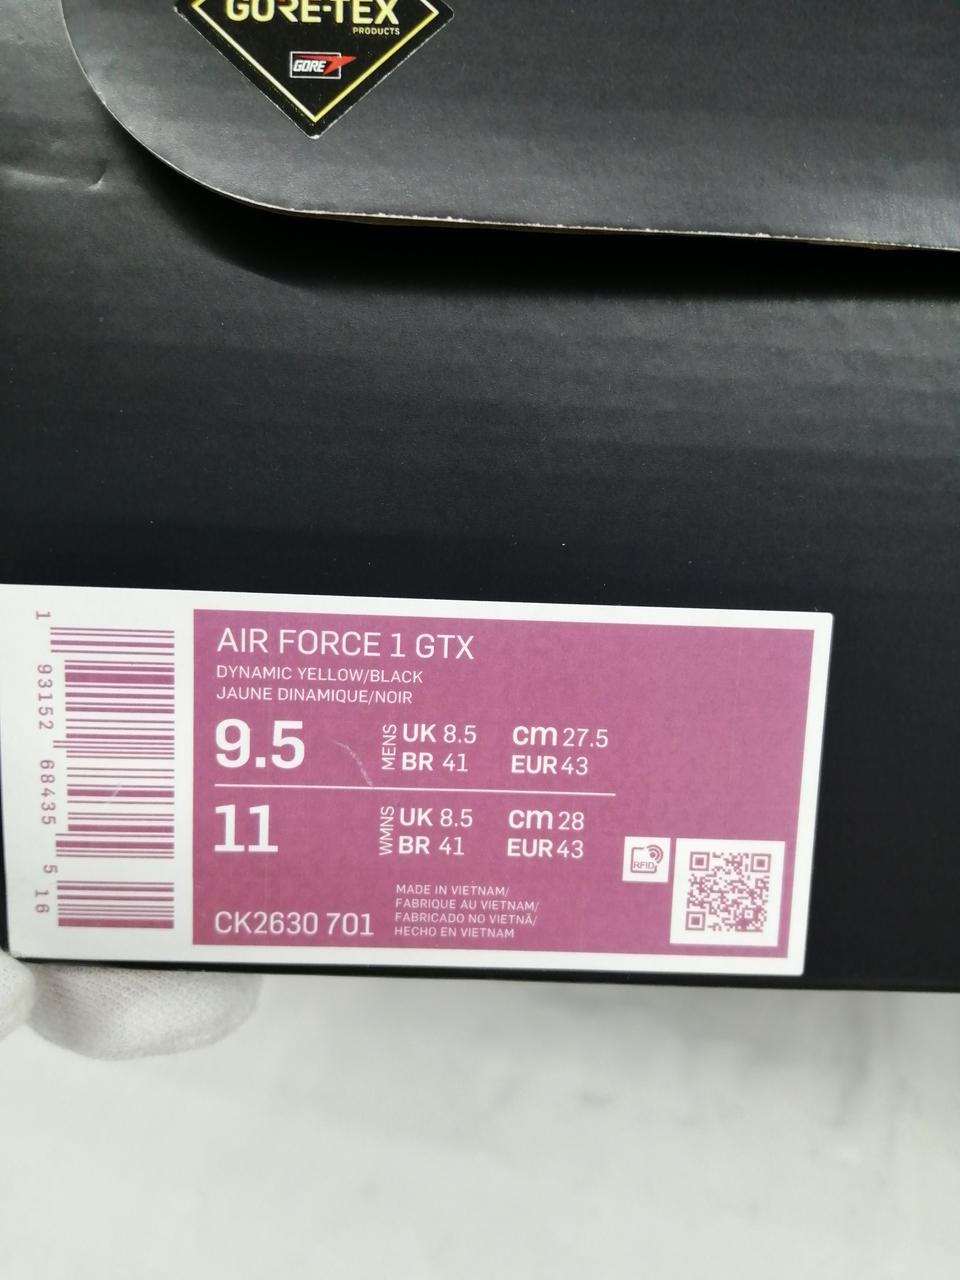 GORE-TEX
PRODUCTS
GORE
AIR FORCE 1 GTX
DYNAMIC YELLOW/BLACK
JAUNE DINAMIQUE/NOIR
9.5
MENS
UK 8.5 cm 27.5
BR 41 EUR 43
11
WMNS
UK 8.5 cm 28
BR 41 EUR 43
RFID
MADE IN VIETNAM/
FABRIQUE AU VIETNAM/
FABRICADO NO VIETNÃ/
HECHO EN VIETNAM
CK2630 701
1 93152 68435 5 16